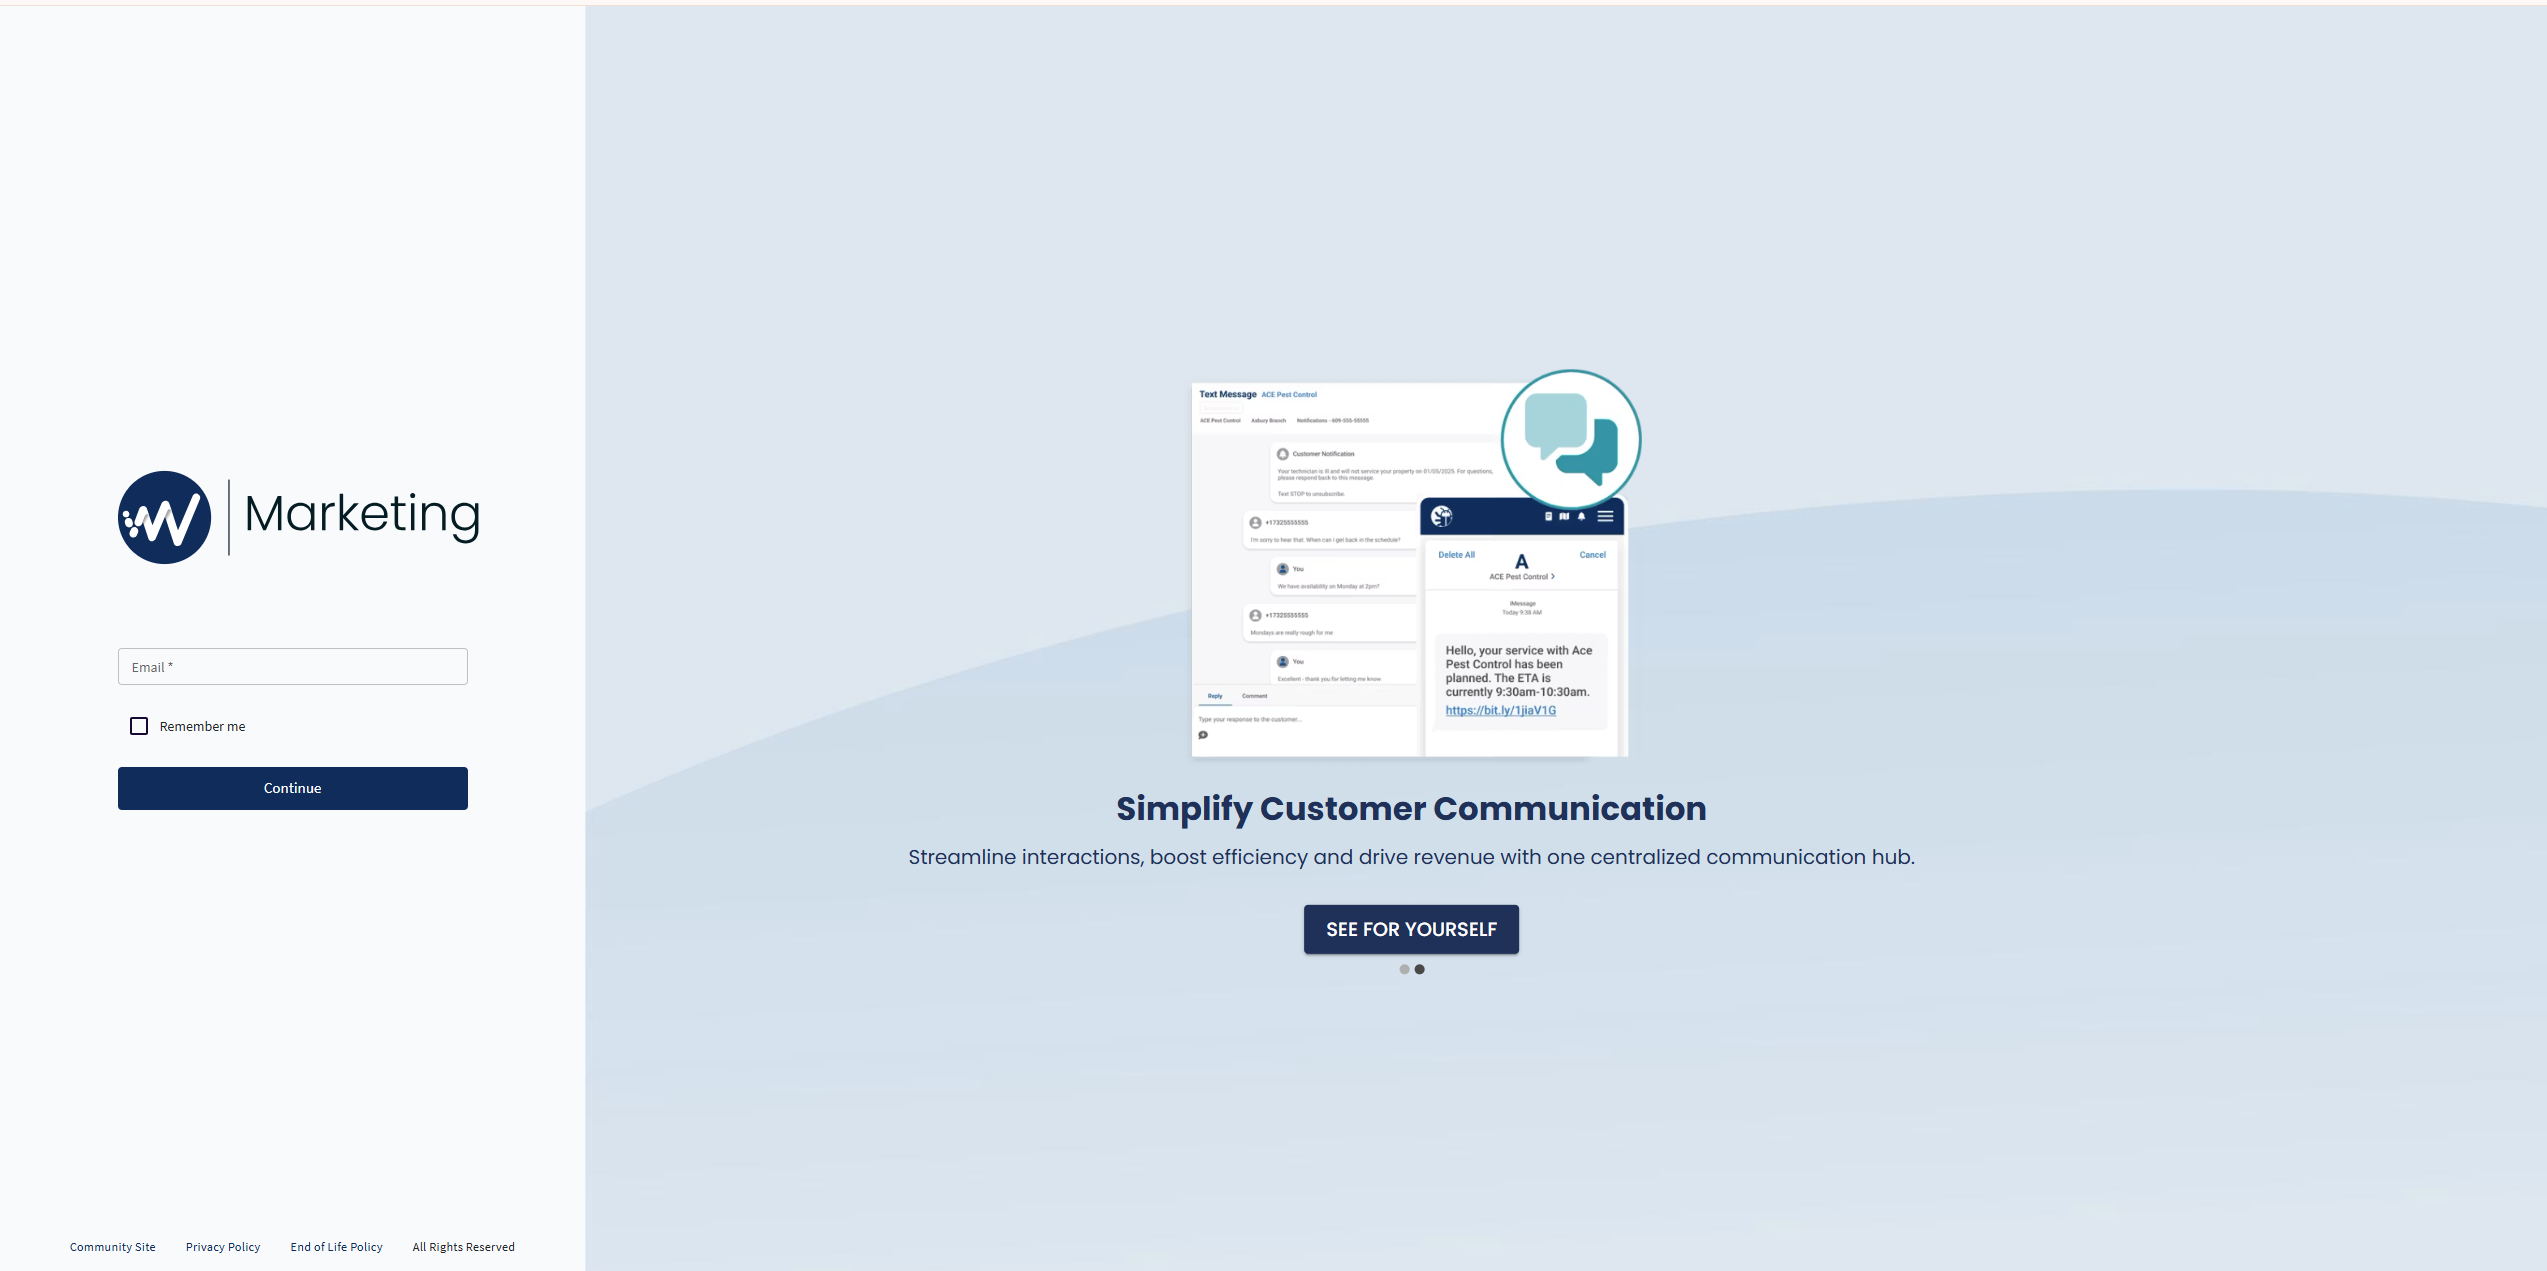 Marketing
Email *
Remember me
Continue
Community Site
Privacy Policy
End of Life Policy
All Rights Reserved
Text Message ACE Pest Control
ACE Pest Control Asbury Branch Notifications - 609-555-55555
Customer Notification
Your technician is ill and will not service your property on 01/05/2025. For questions,
please respond back to this message.
Text STOP to unsubscribe.
+17325555555
I'm sorry to hear that. When can I get back in the schedule?
You
We have availability on Monday at 2pm?
+17325555555
Mondays are really rough for me
You
Excellent - thank you for letting me know.
Reply Comment
Type your response to the customer...
Delete All
A
Cancel
ACE Pest Control >
iMessage
Today 9:38 AM
Hello, your service with Ace
Pest Control has been
planned. The ETA is
currently 9:30am-10:30am.
https://bit.ly/1jiaV1G
Simplify Customer Communication
Streamline interactions, boost efficiency and drive revenue with one centralized communication hub.
SEE FOR YOURSELF